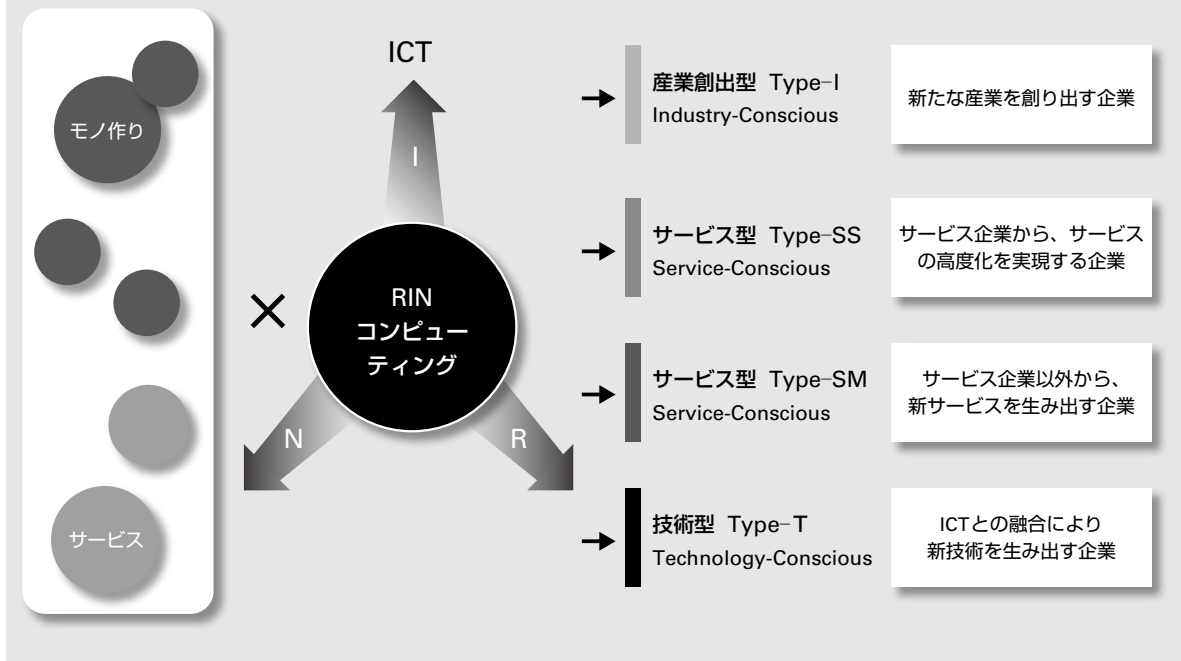 モノ作り
サービス
×
ICT
I
RIN
コンピュー
ティング
N
R
産業創出型 Type-I
Industry-Conscious
新たな産業を創り出す企業
サービス型 Type-SS
Service-Conscious
サービス企業から、サービス
の高度化を実現する企業
サービス型 Type-SM
Service-Conscious
サービス企業以外から、
新サービスを生み出す企業
技術型 Type-T
Technology-Conscious
ICTとの融合により
新技術を生み出す企業